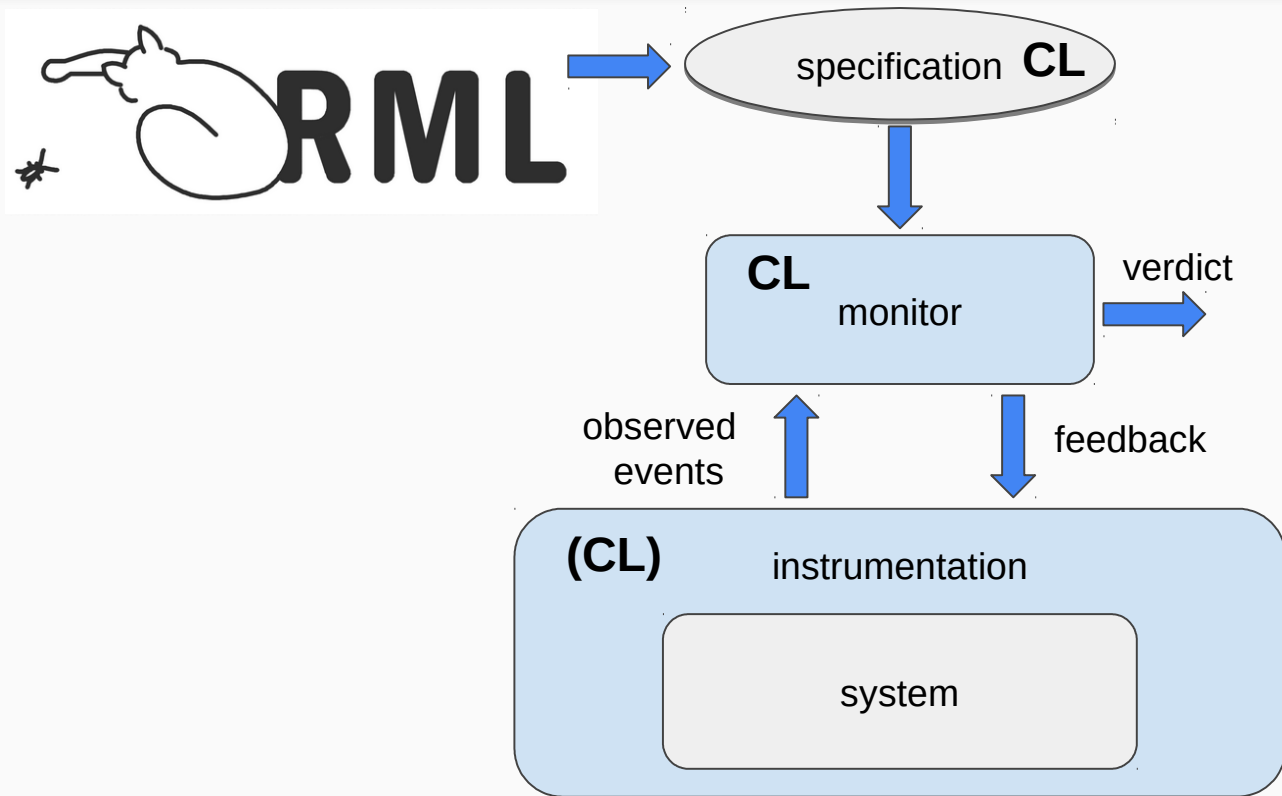 RML
specification CL
CL
monitor
verdict
observed
events
feedback
(CL)
instrumentation
system